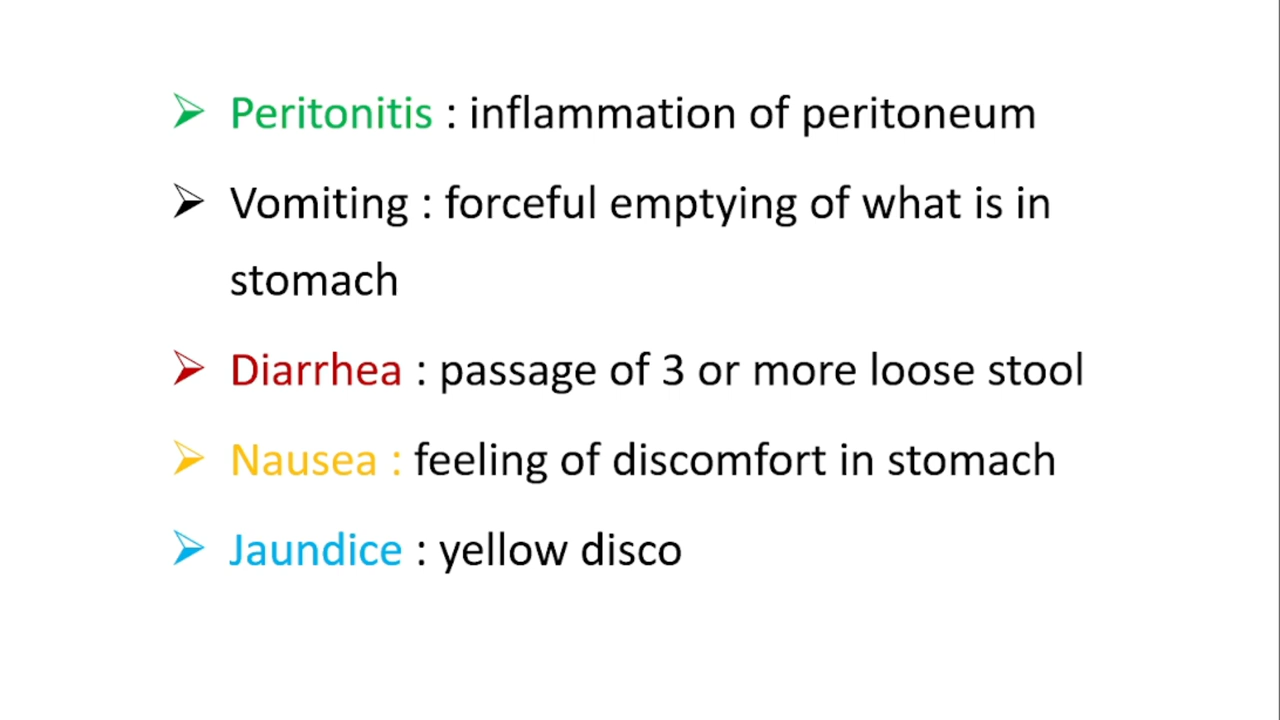 Peritonitis : inflammation of peritoneum
Vomiting : forceful emptying of what is in
stomach
Diarrhea : passage of 3 or more loose stool
Nausea : feeling of discomfort in stomach
Jaundice : yellow disco